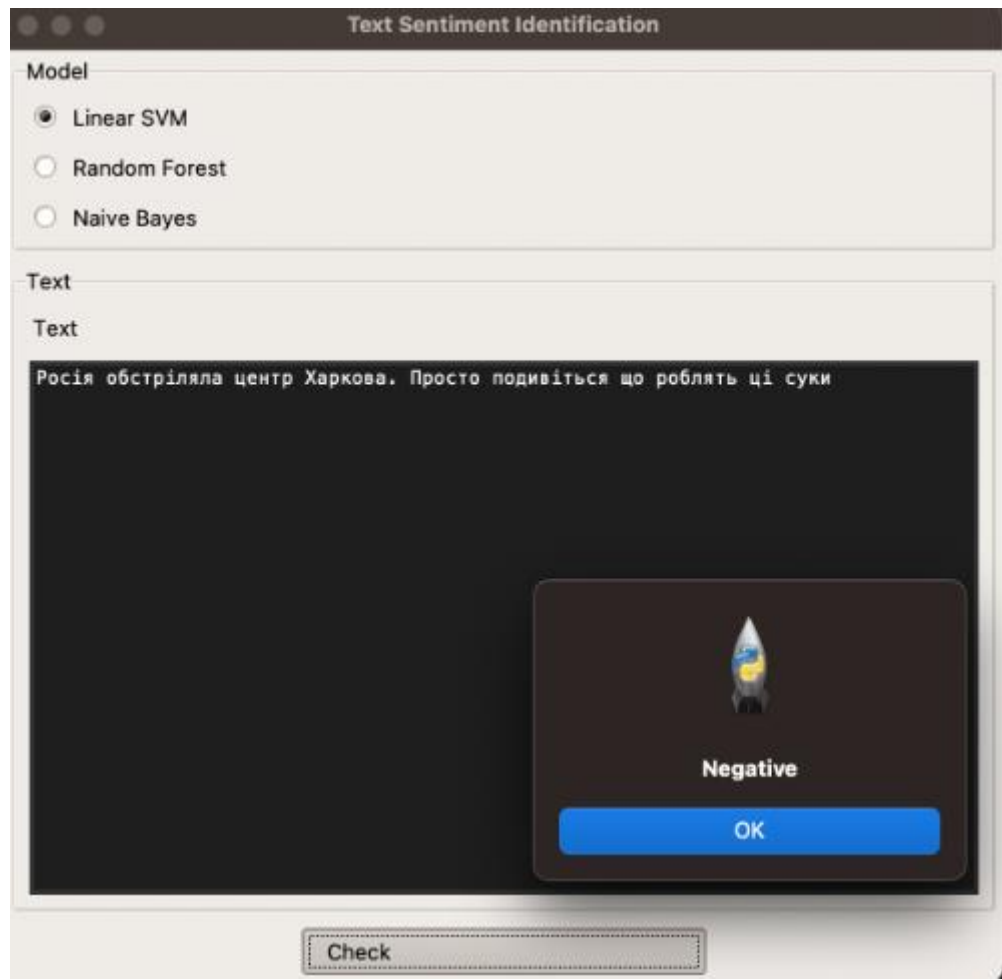 Text Sentiment Identification
Model
Linear SVM
Random Forest
Naive Bayes
Text
Text
Росія обстріляла центр Харкова. Просто подивіться що роблять ці суки
Negative
OK
Check